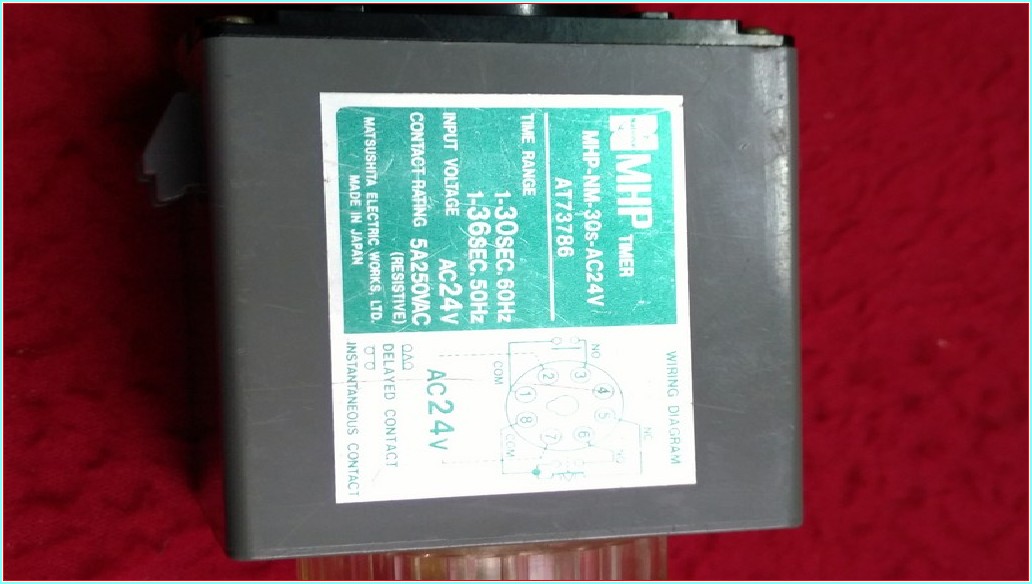 MHP TIMER
MHP-NM-30s-AC24V
AT73786
TIME RANGE
1-30SEC. 60Hz
1-36SEC. 50Hz
INPUT VOLTAGE AC24V
CONTACT RATING 5A250VAC
(RESISTIVE)
MATSUSHITA ELECTRIC WORKS, LTD.
MADE IN JAPAN
WIRING DIAGRAM
NO
NC
NO
3
4
5
6
2
7
1
8
COM
COM
AC24V
DELAYED CONTACT
INSTANTANEOUS CONTACT